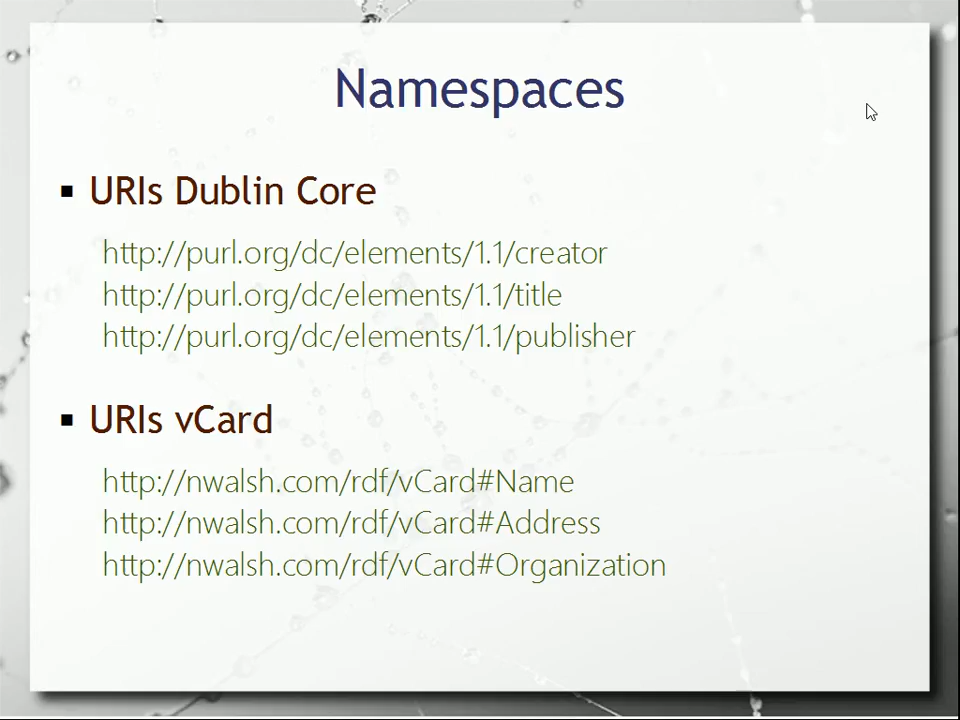 Namespaces
URIs Dublin Core
http://purl.org/dc/elements/1.1/creator
http://purl.org/dc/elements/1.1/title
http://purl.org/dc/elements/1.1/publisher
URIs vCard
http://nwalsh.com/rdf/vCard#Name
http://nwalsh.com/rdf/vCard#Address
http://nwalsh.com/rdf/vCard#Organization